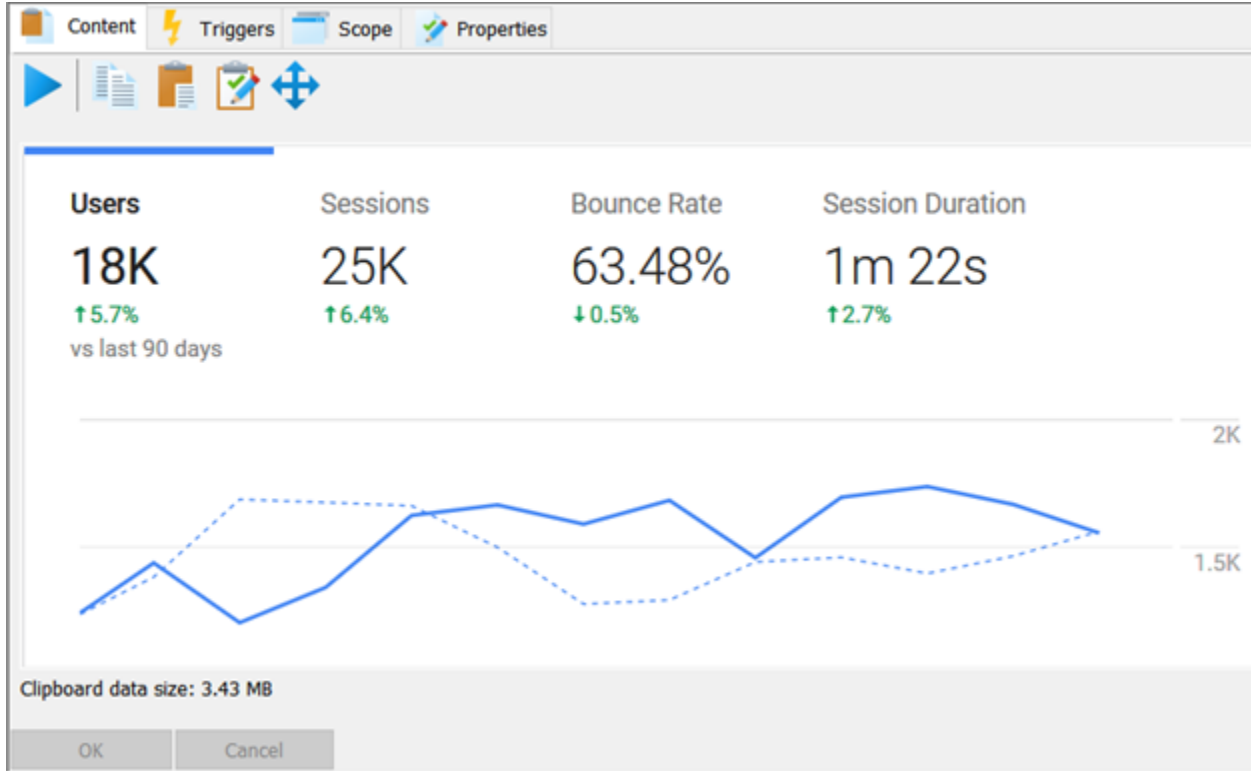 Content Triggers Scope Properties
Users Sessions Bounce Rate Session Duration
18K 25K 63.48% 1m 22s
↑5.7% ↑6.4% ↓0.5% ↑2.7%
vs last 90 days
2K
1.5K
Clipboard data size: 3.43 MB
OK Cancel